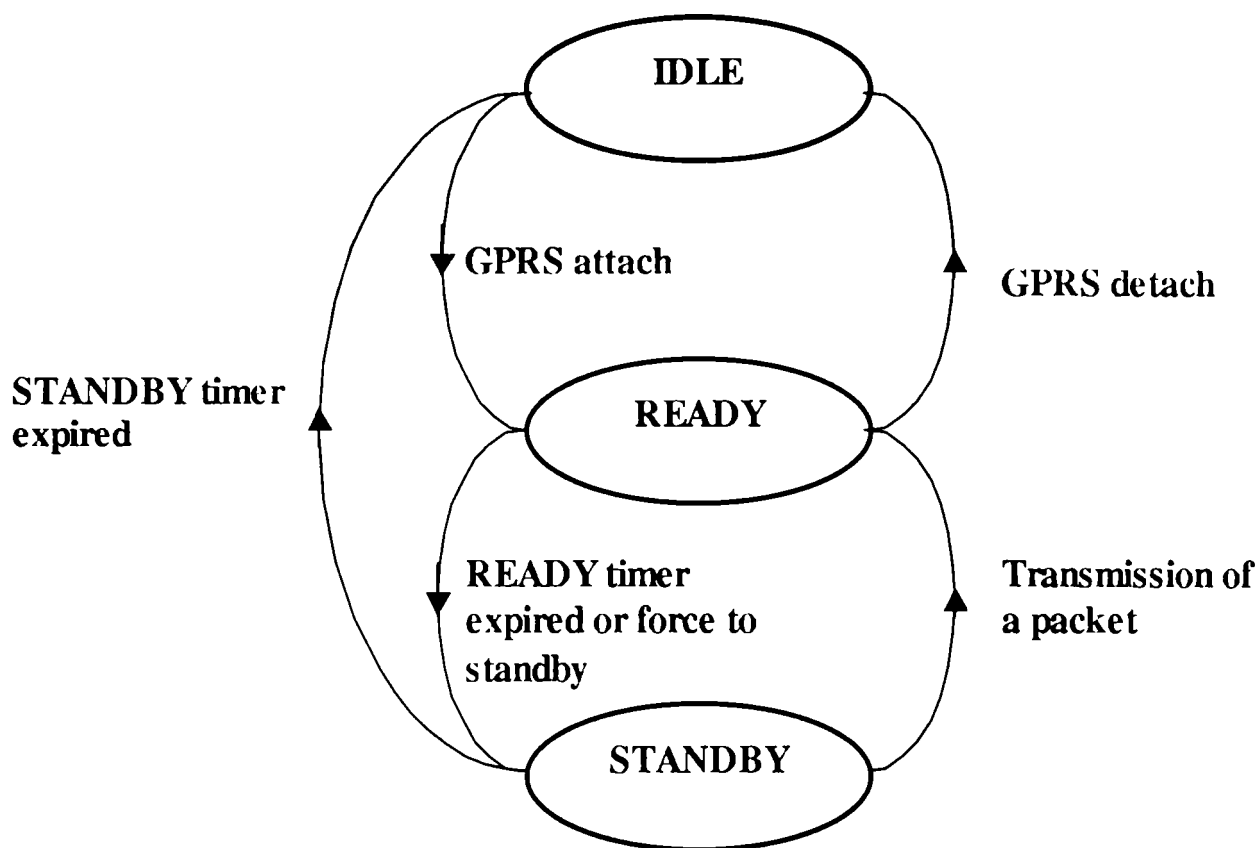 IDLE
GPRS attach
GPRS detach
STANDBY timer
expired
READY
READY timer
expired or force to
standby
Transmission of
a packet
STANDBY